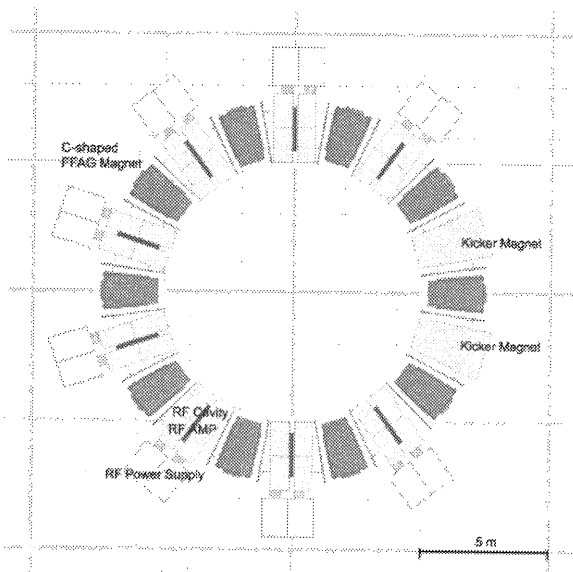 C-shaped
FFAG Magnet
Kicker Magnet
Kicker Magnet
RF Cavity
RF AMP
RF Power Supply
5 m